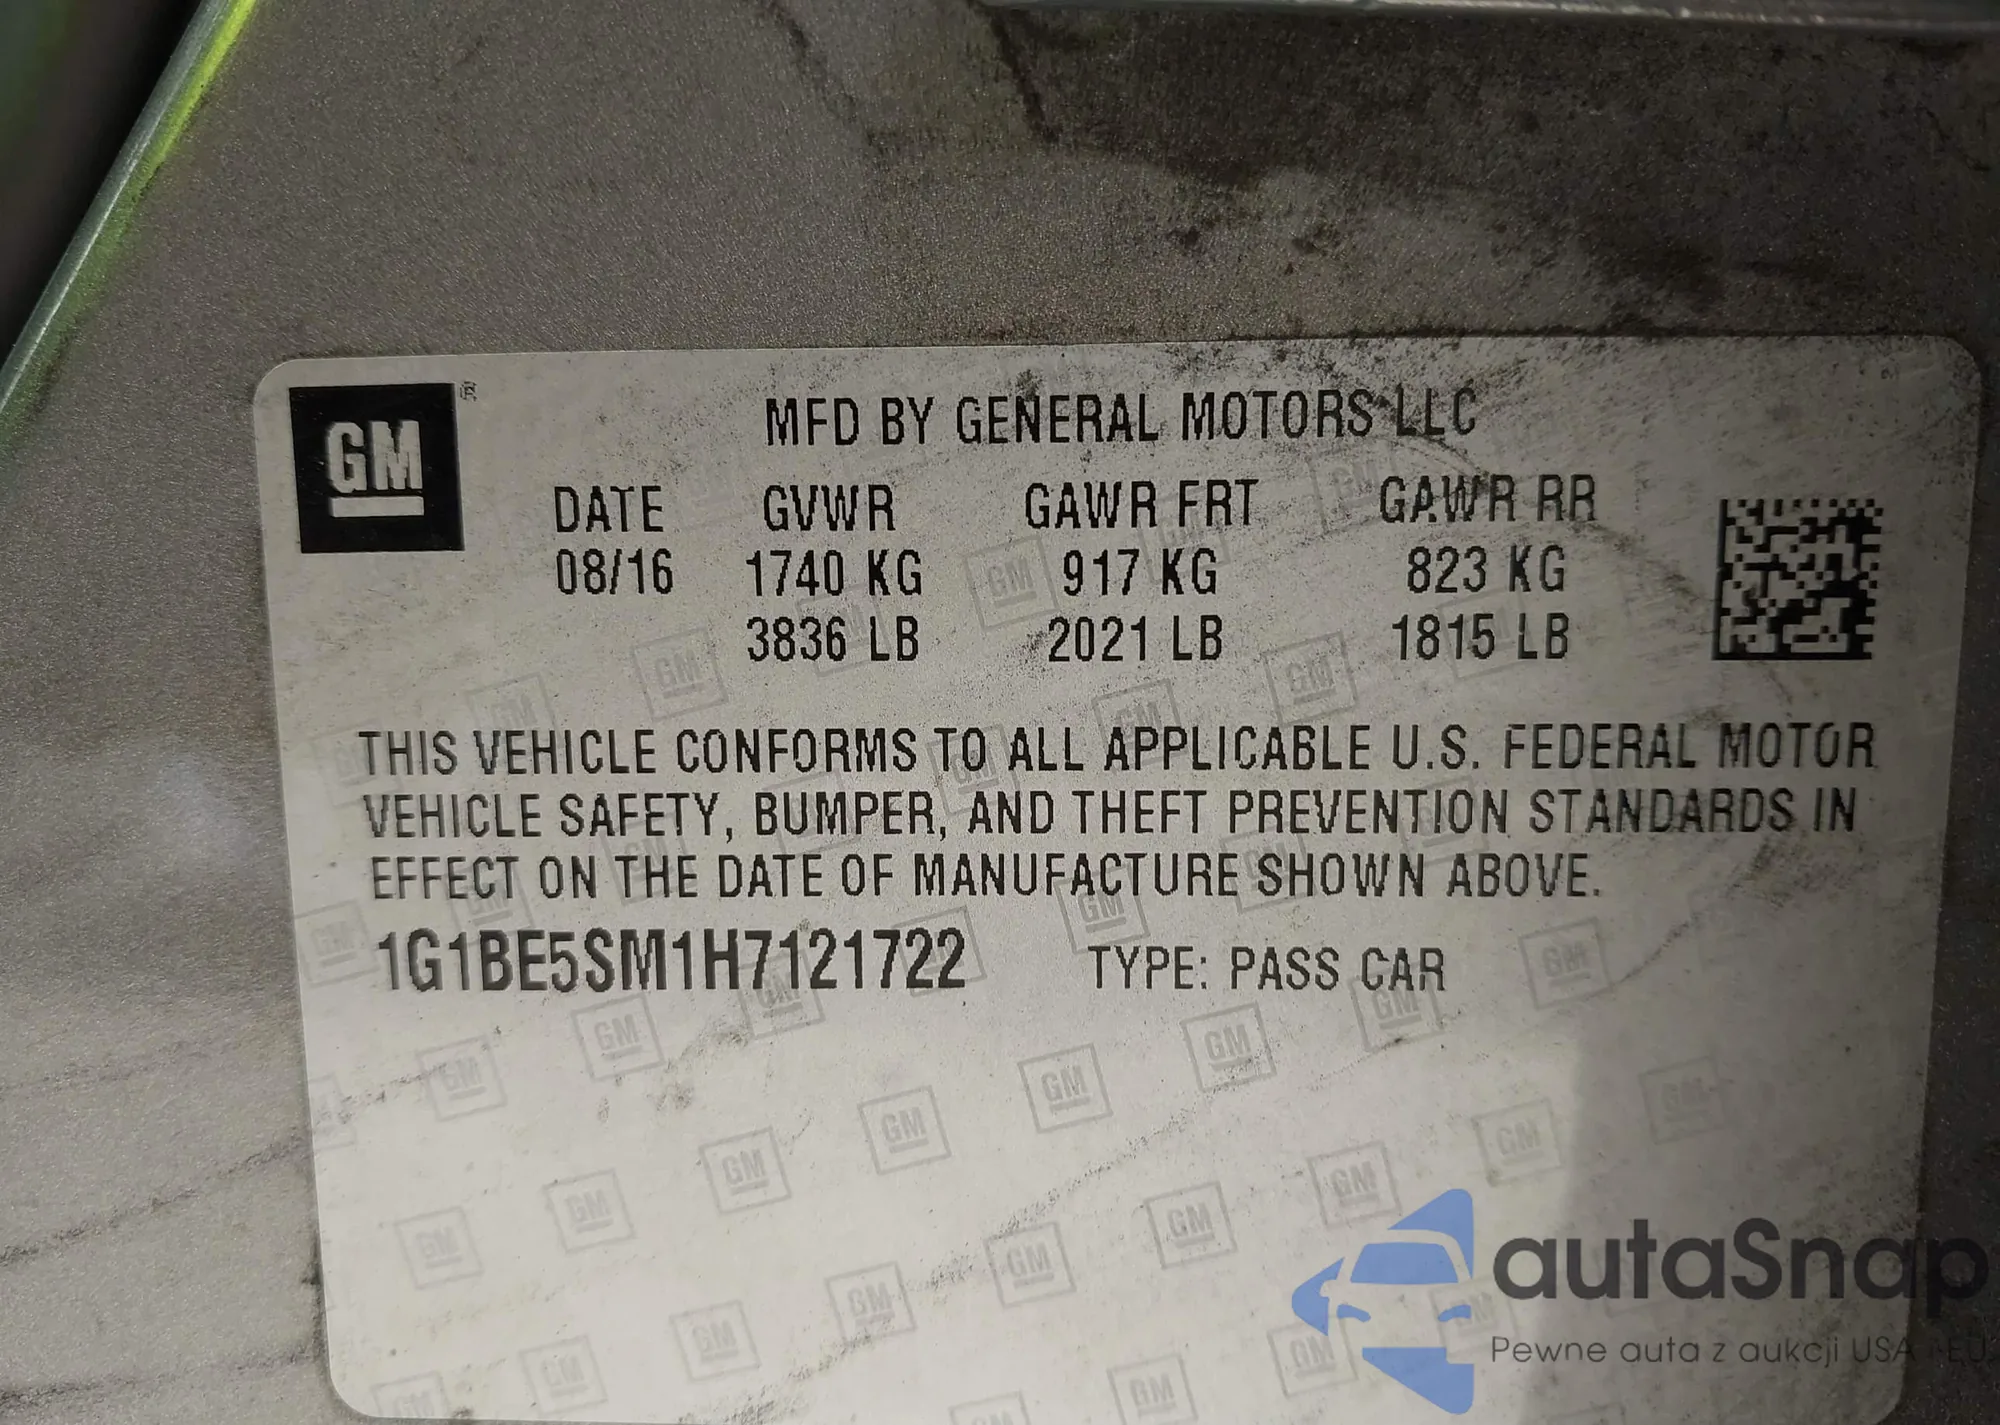 GM ®
MFD BY GENERAL MOTORS LLC
DATE GVWR GAWR FRT GAWR RR
08/16 1740 KG 917 KG 823 KG
3836 LB 2021 LB 1815 LB
THIS VEHICLE CONFORMS TO ALL APPLICABLE U.S. FEDERAL MOTOR
VEHICLE SAFETY, BUMPER, AND THEFT PREVENTION STANDARDS IN
EFFECT ON THE DATE OF MANUFACTURE SHOWN ABOVE.
1G1BE5SM1H7121722 TYPE: PASS CAR
autaSnap
Pewne auta z aukcji USA i EU